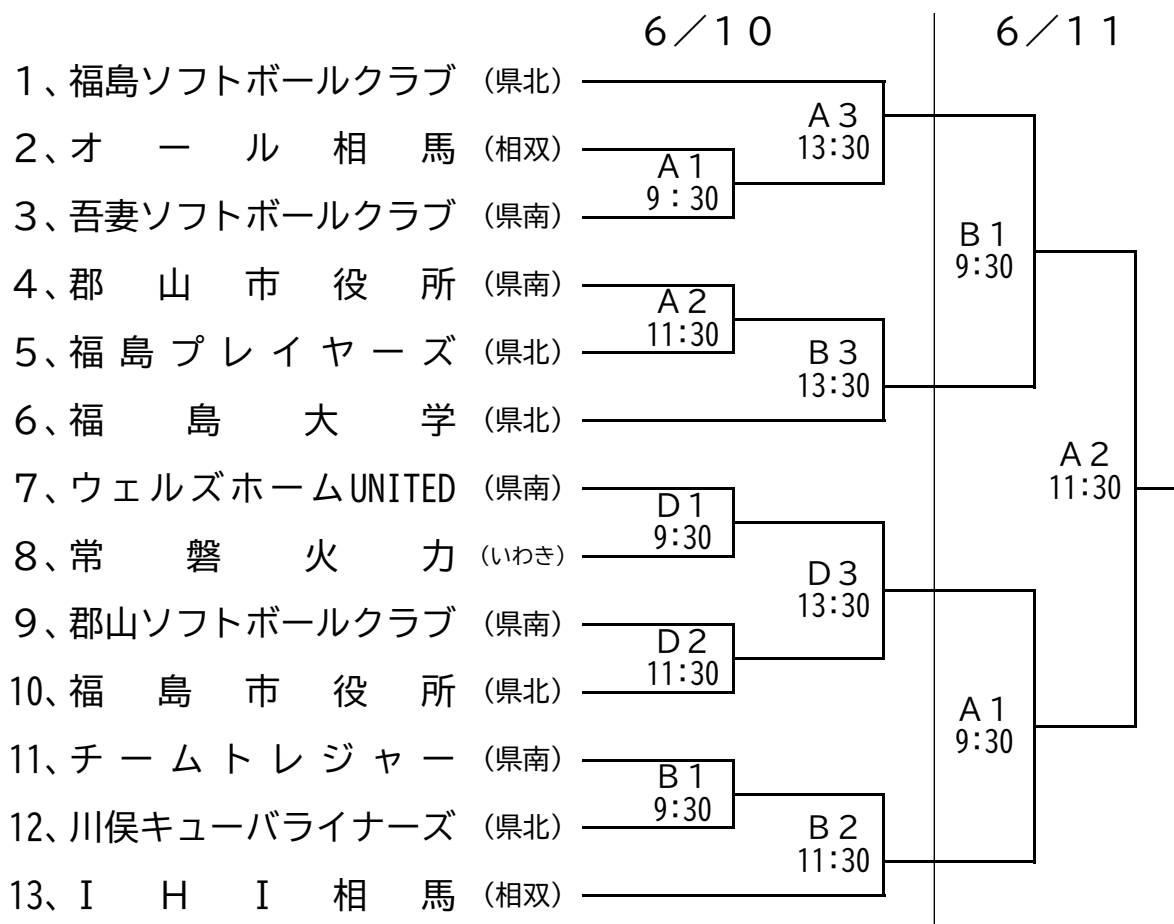 6／10 6／11
1、福島ソフトボールクラブ (県北)
A3
13:30
2、オール相馬 (相双)
A1
9：30
3、吾妻ソフトボールクラブ (県南)
B1
9:30
4、郡山市役所 (県南)
A2
11:30
5、福島プレイヤーズ (県北)
B3
13:30
6、福島大学 (県北)
A2
11:30
7、ウェルズホームUNITED (県南)
D1
9:30
8、常磐火力 (いわき)
D3
13:30
9、郡山ソフトボールクラブ (県南)
D2
11:30
10、福島市役所 (県北)
A1
9:30
11、チームトレジャー (県南)
B1
9:30
12、川俣キューバライナーズ (県北)
B2
11:30
13、IHI相馬 (相双)